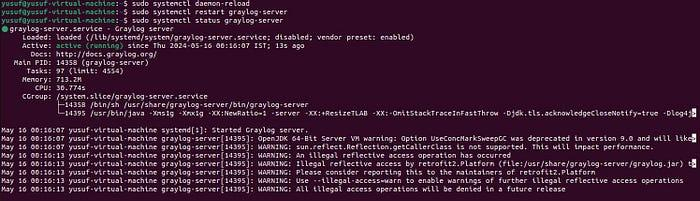 yusuf@yusuf-virtual-machine:~$ sudo systemctl daemon-reload
yusuf@yusuf-virtual-machine:~$ sudo systemctl restart graylog-server
yusuf@yusuf-virtual-machine:~$ sudo systemctl status graylog-server
● graylog-server.service - Graylog server
Loaded: loaded (/lib/systemd/system/graylog-server.service; disabled; vendor preset: enabled)
Active: active (running) since Thu 2024-05-16 00:16:07 IST; 13s ago
Docs: http://docs.graylog.org/
Main PID: 14358 (graylog-server)
Tasks: 97 (limit: 4554)
Memory: 713.2M
CPU: 30.774s
CGroup: /system.slice/graylog-server.service
├─14358 /bin/sh /usr/share/graylog-server/bin/graylog-server
└─14395 /usr/bin/java -Xms1g -Xmx1g -XX:NewRatio=1 -server -XX:+ResizeTLAB -XX:-OmitStackTraceInFastThrow -Djdk.tls.acknowledgeCloseNotify=true -Dlog4j>
May 16 00:16:07 yusuf-virtual-machine systemd[1]: Started Graylog server.
May 16 00:16:07 yusuf-virtual-machine graylog-server[14395]: OpenJDK 64-Bit Server VM warning: Option UseConcMarkSweepGC was deprecated in version 9.0 and will like>
May 16 00:16:07 yusuf-virtual-machine graylog-server[14395]: WARNING: sun.reflect.Reflection.getCallerClass is not supported. This will impact performance.
May 16 00:16:13 yusuf-virtual-machine graylog-server[14395]: WARNING: An illegal reflective access operation has occurred
May 16 00:16:13 yusuf-virtual-machine graylog-server[14395]: WARNING: Illegal reflective access by retrofit2.Platform (file:/usr/share/graylog-server/graylog.jar) t>
May 16 00:16:13 yusuf-virtual-machine graylog-server[14395]: WARNING: Please consider reporting this to the maintainers of retrofit2.Platform
May 16 00:16:13 yusuf-virtual-machine graylog-server[14395]: WARNING: Use --illegal-access=warn to enable warnings of further illegal reflective access operations
May 16 00:16:13 yusuf-virtual-machine graylog-server[14395]: WARNING: All illegal access operations will be denied in a future release